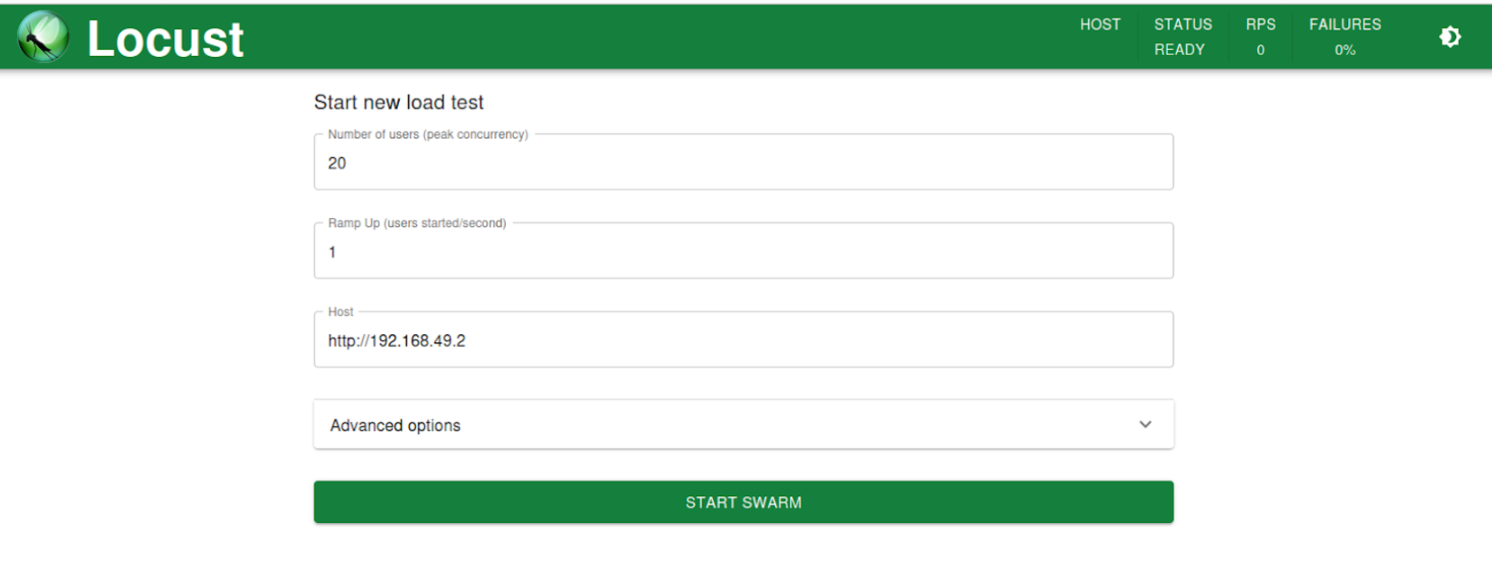 Locust
HOST
STATUS
READY
RPS
0
FAILURES
0%
Start new load test
Number of users (peak concurrency)
20
Ramp Up (users started/second)
1
Host
http://192.168.49.2
Advanced options
START SWARM